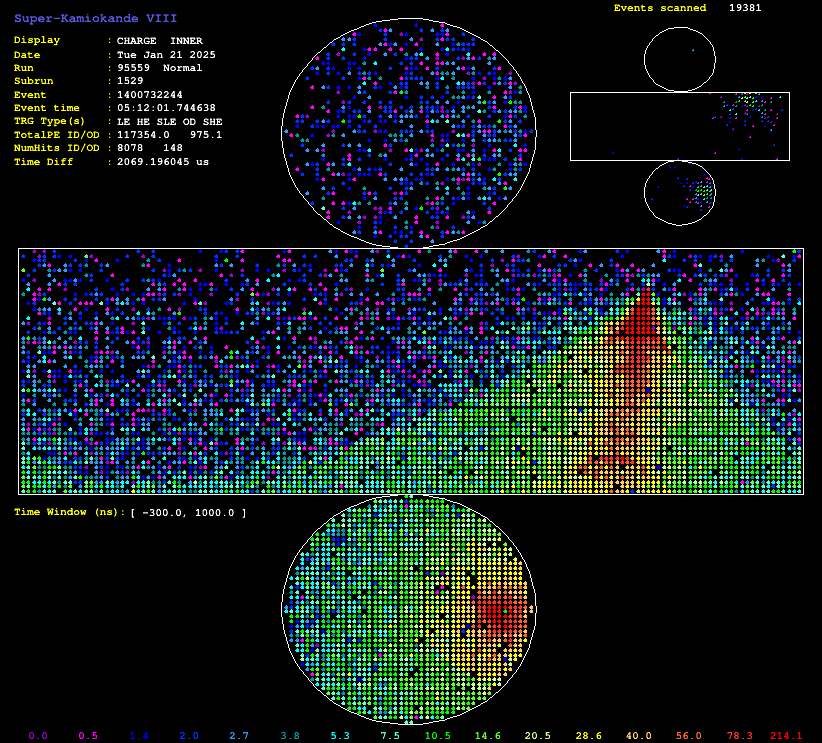 Super-Kamiokande VIII
Events scanned 19381
Display : CHARGE INNER
Date : Tue Jan 21 2025
Run : 95559 Normal
Subrun : 1529
Event : 1400732244
Event time : 05:12:01.744638
TRG Type(s) : LE HE SLE OD SHE
TotalPE ID/OD : 117354.0 975.1
NumHits ID/OD : 8078 148
Time Diff : 2069.196045 us
Time Window (ns): [ -300.0, 1000.0 ]
0.0 0.5 1.4 2.0 2.7 3.8 5.3 7.5 10.5 14.6 20.5 28.6 40.0 56.0 78.3 214.1